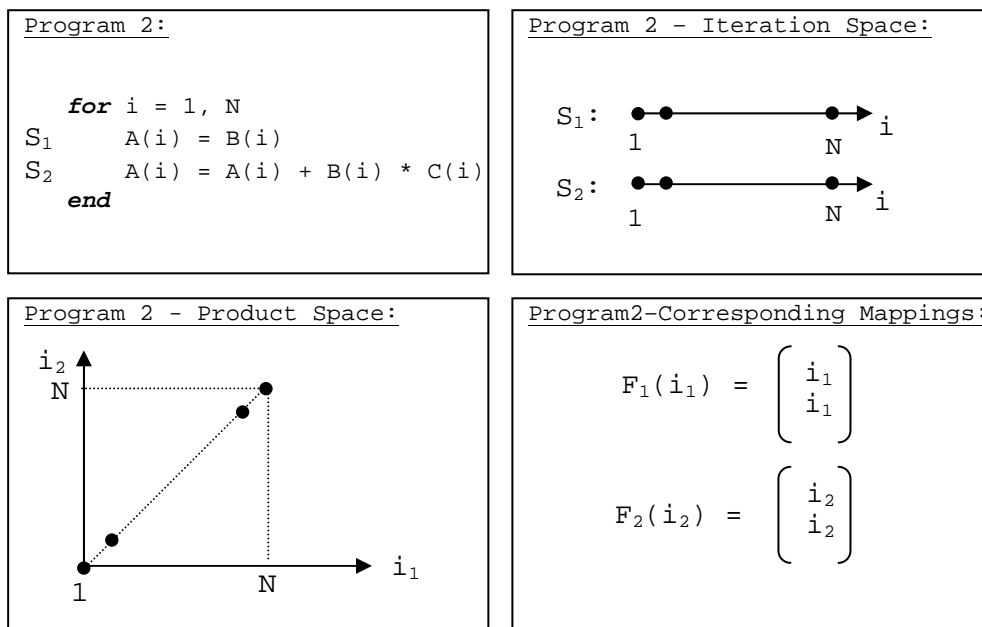 Program 2:
for i = 1, N
S₁ A(i) = B(i)
S₂ A(i) = A(i) + B(i) * C(i)
end
Program 2 - Iteration Space:
S₁:
1
N
i
S₂:
1
N
i
Program 2 - Product Space:
i₂
N
1
N
i₁
Program2-Corresponding Mappings:
F₁(i₁) = ( i₁
i₁ )
F₂(i₂) = ( i₂
i₂ )